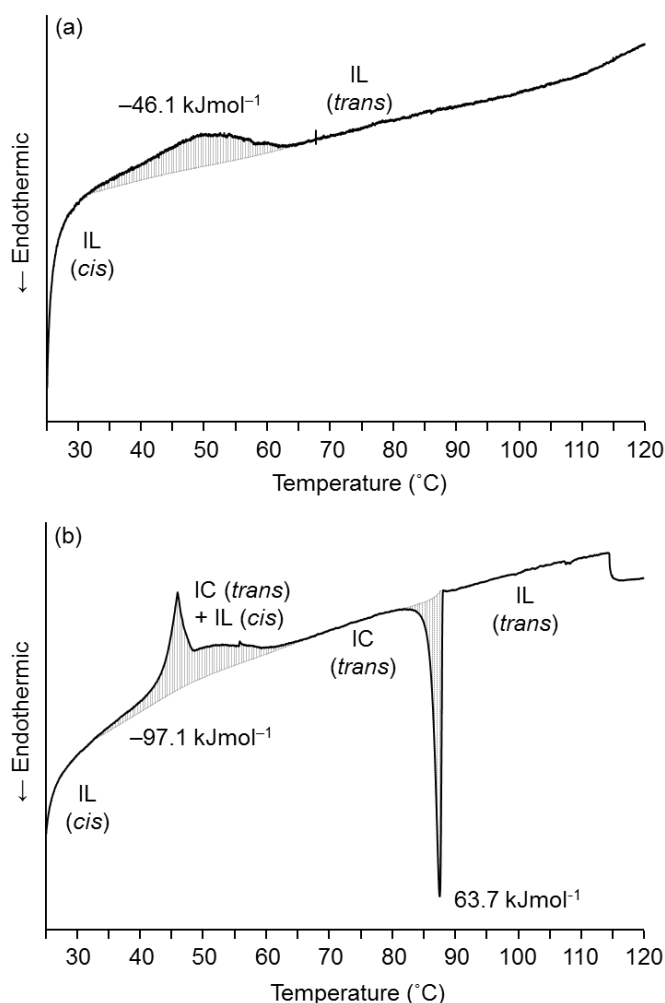 (a)
IL
(trans)
–46.1 kJmol⁻¹
IL
(cis)
← Endothermic
30 40 50 60 70 80 90 100 110 120
Temperature (˚C)
(b)
IC (trans)
+ IL (cis)
IL
(trans)
IC
(trans)
–97.1 kJmol⁻¹
IL
(cis)
63.7 kJmol⁻¹
← Endothermic
30 40 50 60 70 80 90 100 110 120
Temperature (˚C)